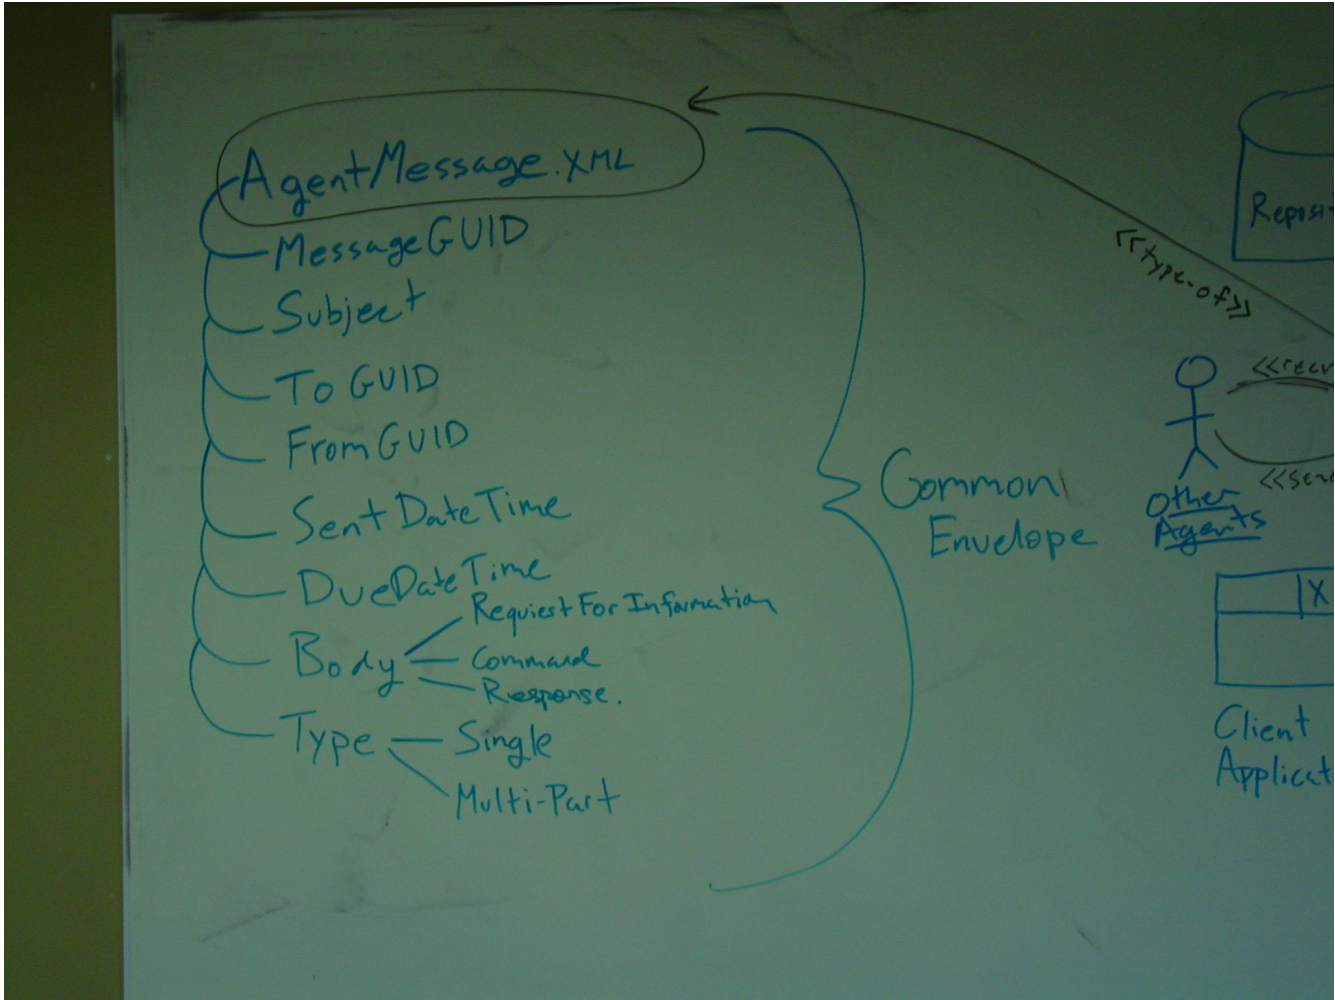 AgentMessage.XML
MessageGUID
Subject
To GUID
From GUID
Sent DateTime
DueDateTime
Body
Requiest For Information
Command
Response.
Type
Single
Multi-Part
Common
Envelope
<<type-of>>
Other
Agents
X
Client